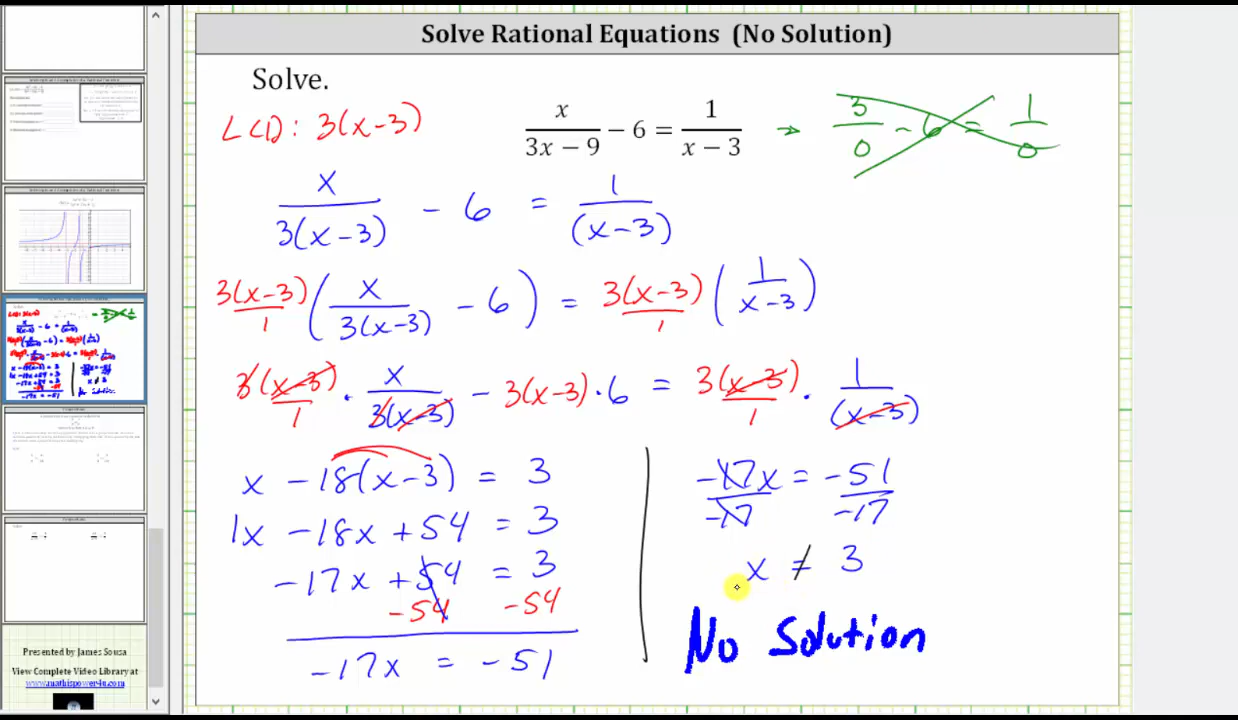 Solve Rational Equations (No Solution)
Solve.
LCD: 3(x-3)
x/(3x − 9) − 6 = 1/(x − 3) → 3/0 - 6 = 1/0
x/(3(x-3)) - 6 = 1/((x-3))
3(x-3)/1 (x/(3(x-3)) - 6) = 3(x-3)/1 (1/(x-3))
3(x-3)/1 · x/(3(x-3)) - 3(x-3) · 6 = 3(x-3)/1 · 1/((x-3))
x - 18(x-3) = 3
1x - 18x + 54 = 3
-17x + 54 = 3
-54 -54
-17x = -51
-17x = -51
-17 -17
x ≠ 3
No Solution
Presented by James Sousa
View Complete Video Library at
www.mathispower4u.com